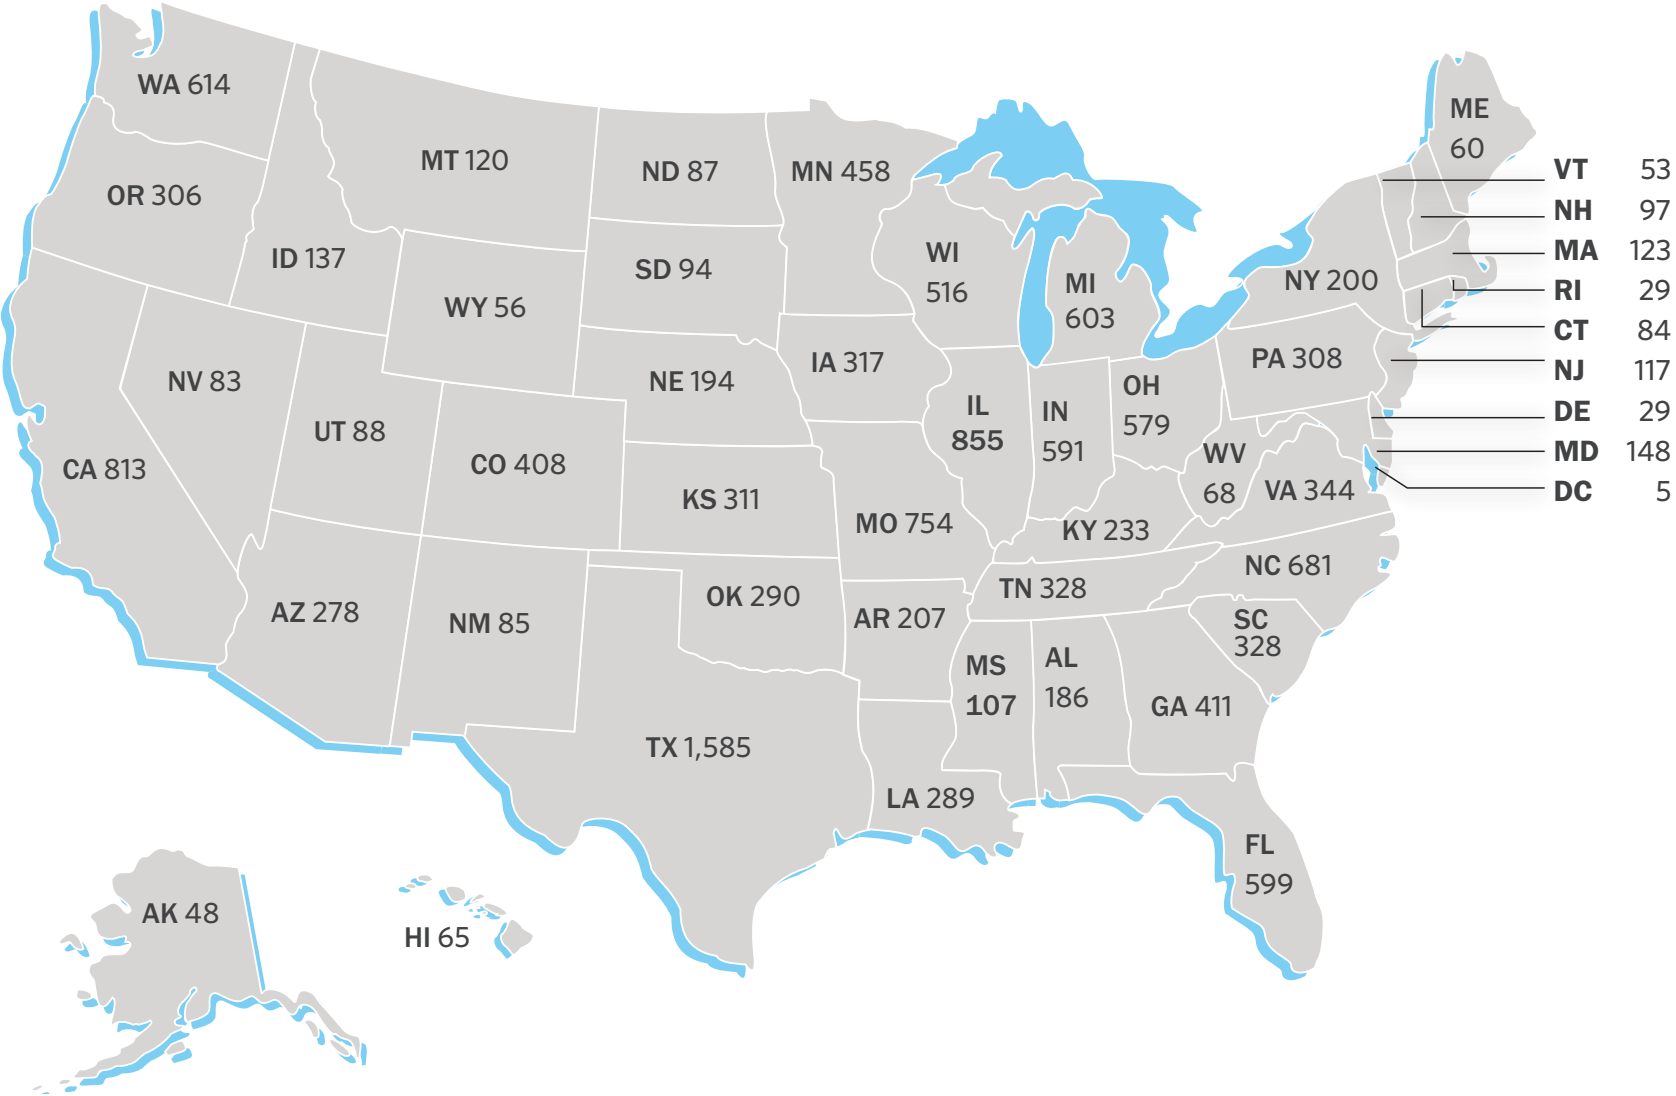 WA 614
OR 306
MT 120
ID 137
WY 56
ND 87
SD 94
NE 194
MN 458
WI
516
MI
603
IA 317
NV 83
UT 88
CO 408
CA 813
KS 311
MO 754
IL
855
IN
591
OH
579
WV
68
KY 233
VA 344
PA 308
NY 200
ME
60
VT 53
NH 97
MA 123
RI 29
CT 84
NJ 117
DE 29
MD 148
DC 5
AZ 278
NM 85
OK 290
AR 207
TN 328
NC 681
SC
328
MS
107
AL
186
GA 411
TX 1,585
LA 289
FL
599
AK 48
HI 65